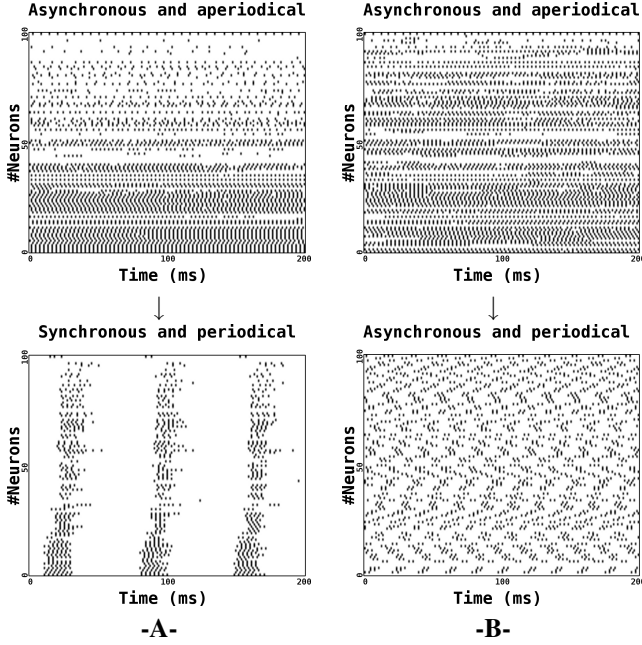 Asynchronous and aperiodical
100
50
0
#Neurons
0 100 200
Time (ms)
↓
Synchronous and periodical
100
50
0
#Neurons
0 100 200
Time (ms)
-A-
Asynchronous and aperiodical
100
50
0
#Neurons
0 100 200
Time (ms)
↓
Asynchronous and periodical
100
50
0
#Neurons
0 100 200
Time (ms)
-B-